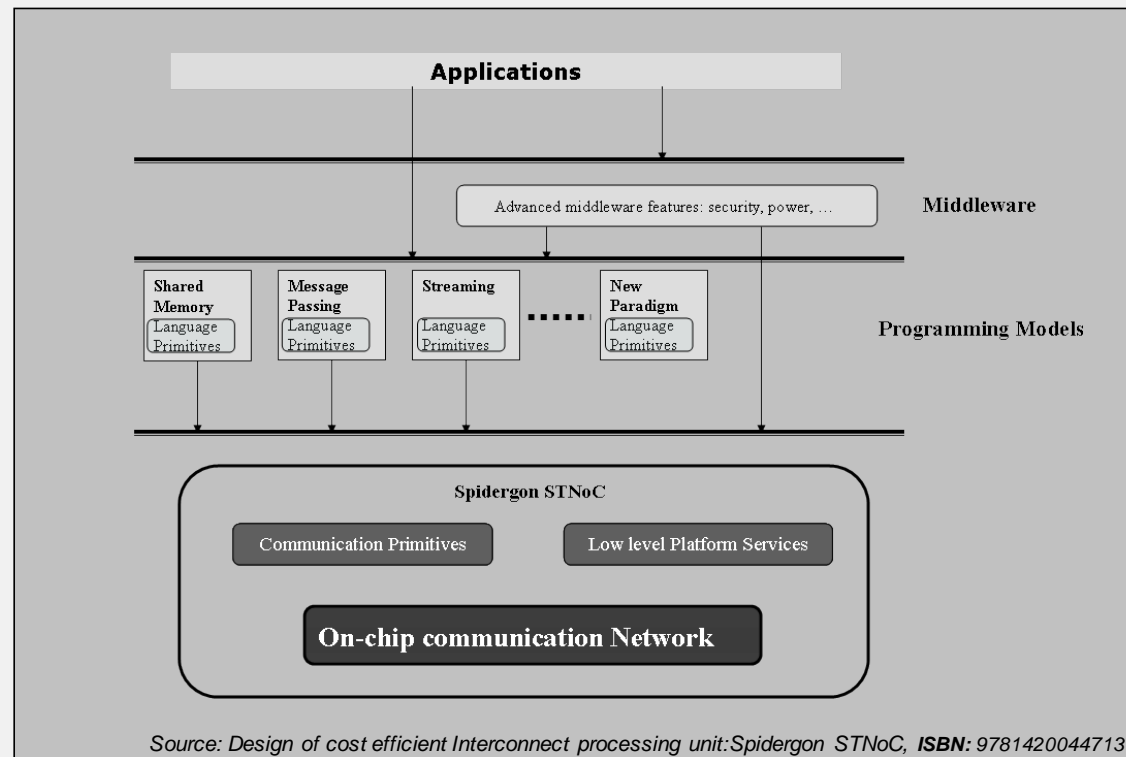 Applications
Advanced middleware features: security, power, …
Middleware
Shared
Memory
Language
Primitives
Message
Passing
Language
Primitives
Streaming
Language
Primitives
New
Paradigm
Language
Primitives
Programming Models
Spidergon STNoC
Communication Primitives
Low level Platform Services
On-chip communication Network
Source: Design of cost efficient Interconnect processing unit:Spidergon STNoC, ISBN: 9781420044713